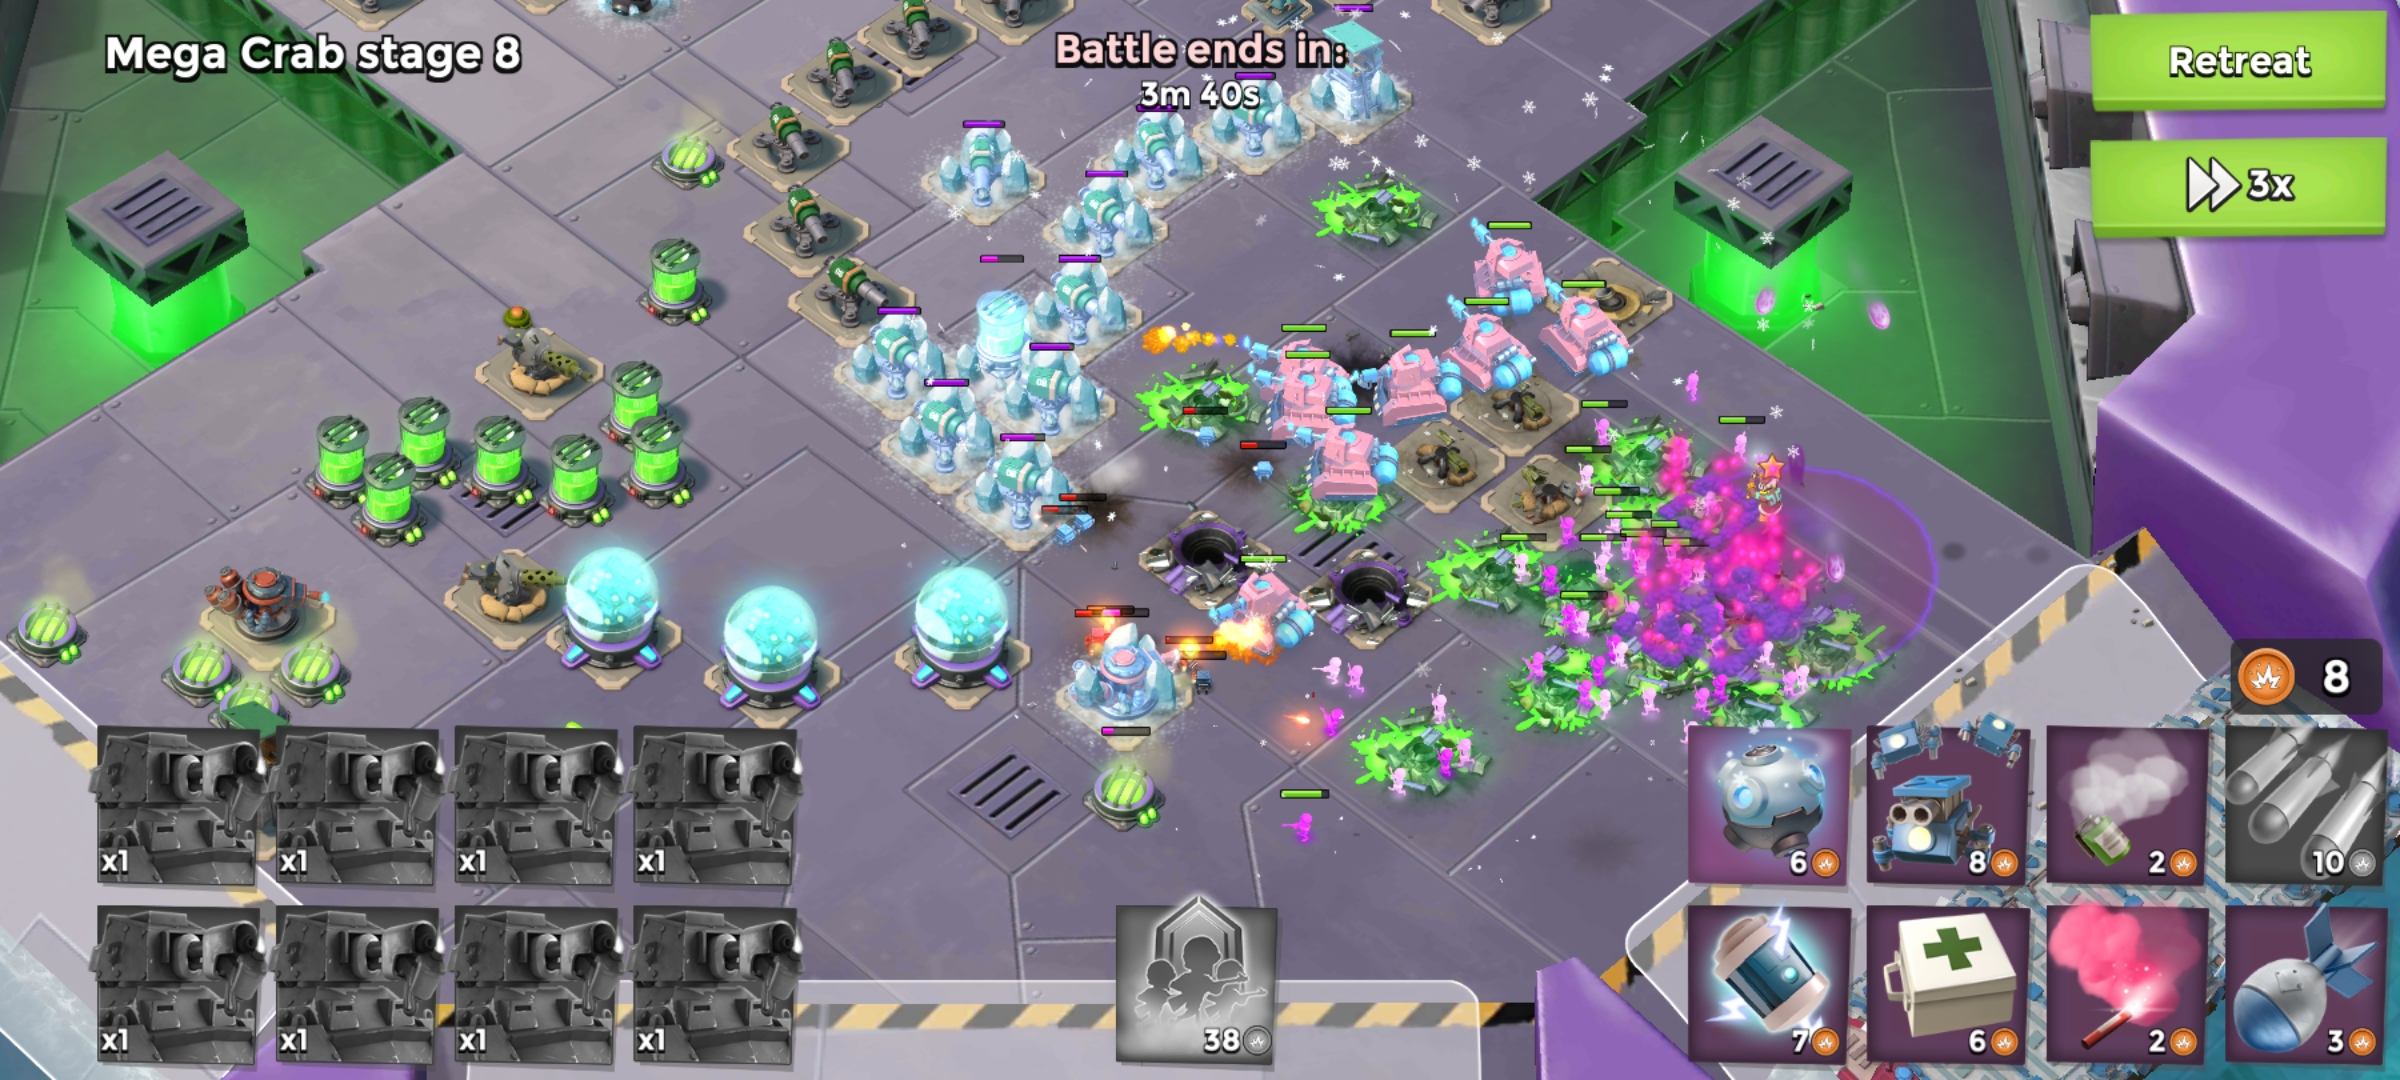 Mega Crab stage 8
Battle ends in:
3m 40s
Retreat
3x
8
x1
x1
x1
x1
6
8
2
10
x1
x1
x1
x1
38
7
6
2
3